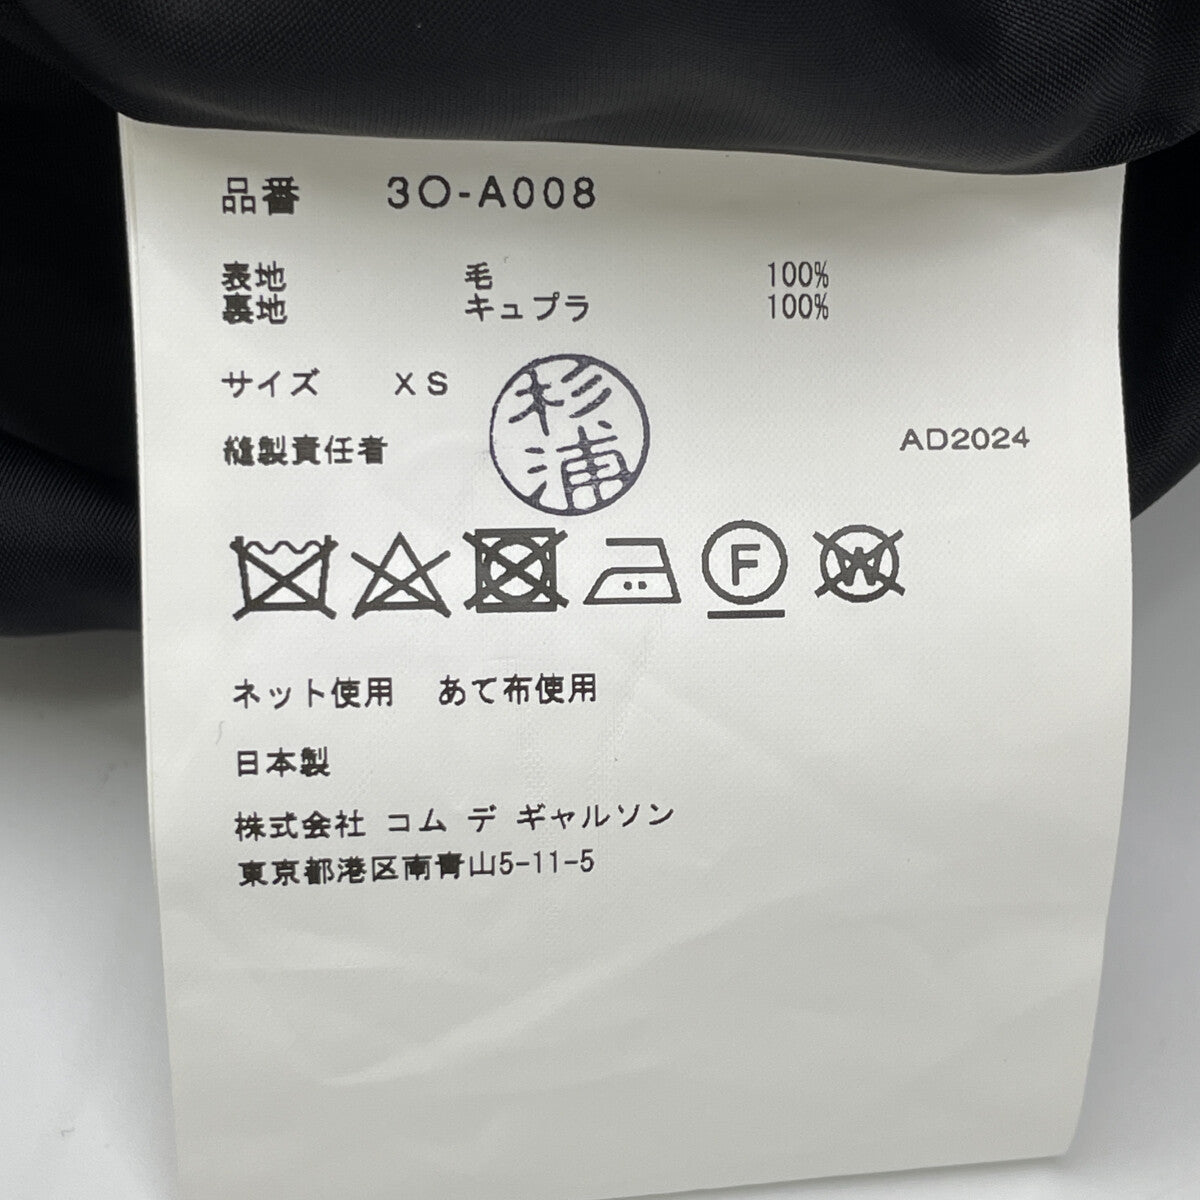 品番 3O-A008
表地 毛 100%
裏地 キュプラ 100%
サイズ XS
縫製責任者 杉浦
AD2024
F W
ネット使用 あて布使用
日本製
株式会社 コム デ ギャルソン
東京都港区南青山5-11-5